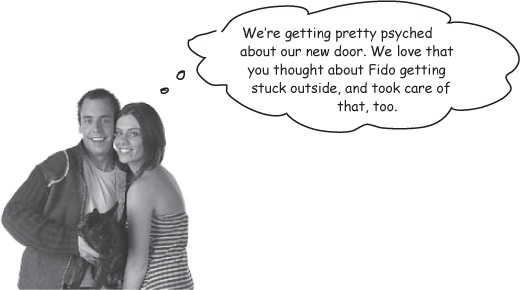 We're getting pretty psyched
about our new door. We love that
you thought about Fido getting
stuck outside, and took care of
that, too.